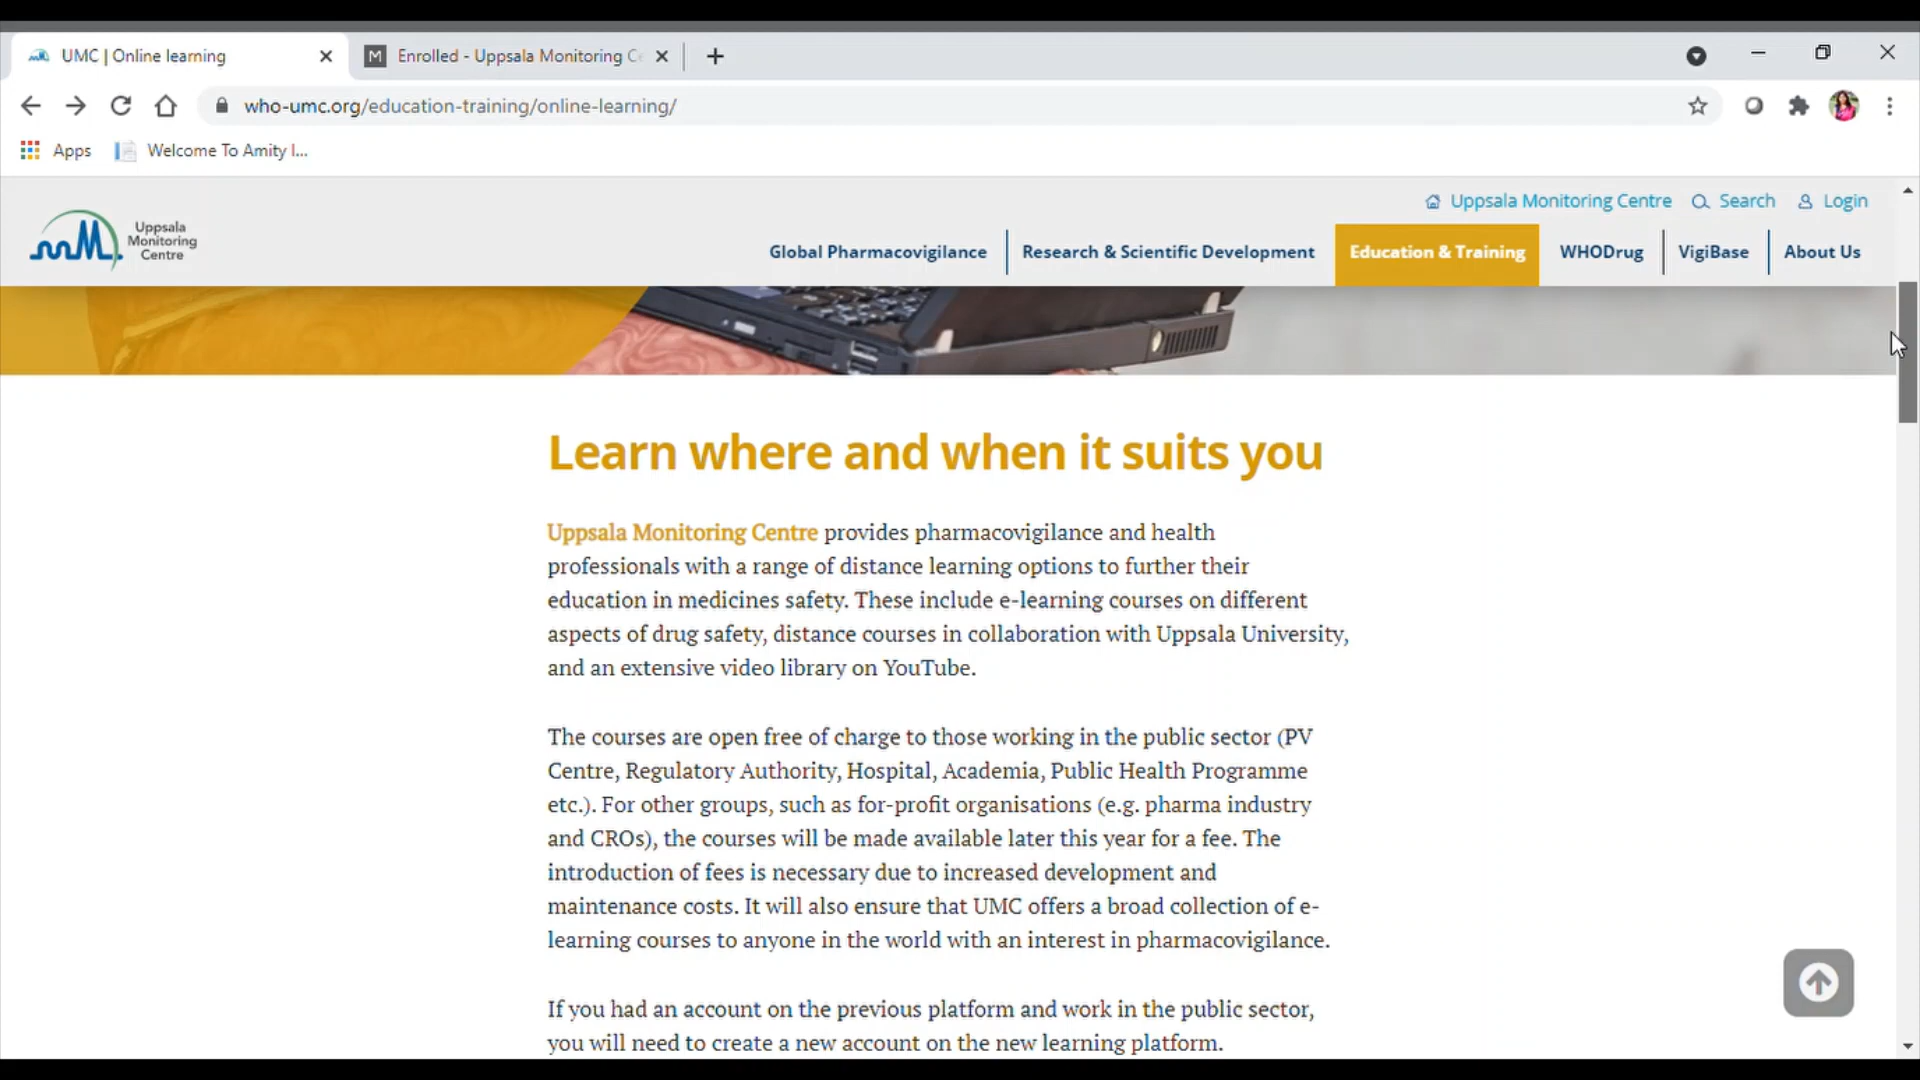 UMC | Online learning
Enrolled - Uppsala Monitoring Ce
who-umc.org/education-training/online-learning/
Apps
Welcome To Amity I...
Uppsala Monitoring Centre
Search
Login
Uppsala
Monitoring
Centre
Global Pharmacovigilance
Research & Scientific Development
Education & Training
WHODrug
VigiBase
About Us
Learn where and when it suits you
Uppsala Monitoring Centre provides pharmacovigilance and health
professionals with a range of distance learning options to further their
education in medicines safety. These include e-learning courses on different
aspects of drug safety, distance courses in collaboration with Uppsala University,
and an extensive video library on YouTube.
The courses are open free of charge to those working in the public sector (PV
Centre, Regulatory Authority, Hospital, Academia, Public Health Programme
etc.). For other groups, such as for-profit organisations (e.g. pharma industry
and CROs), the courses will be made available later this year for a fee. The
introduction of fees is necessary due to increased development and
maintenance costs. It will also ensure that UMC offers a broad collection of e-
learning courses to anyone in the world with an interest in pharmacovigilance.
If you had an account on the previous platform and work in the public sector,
you will need to create a new account on the new learning platform.